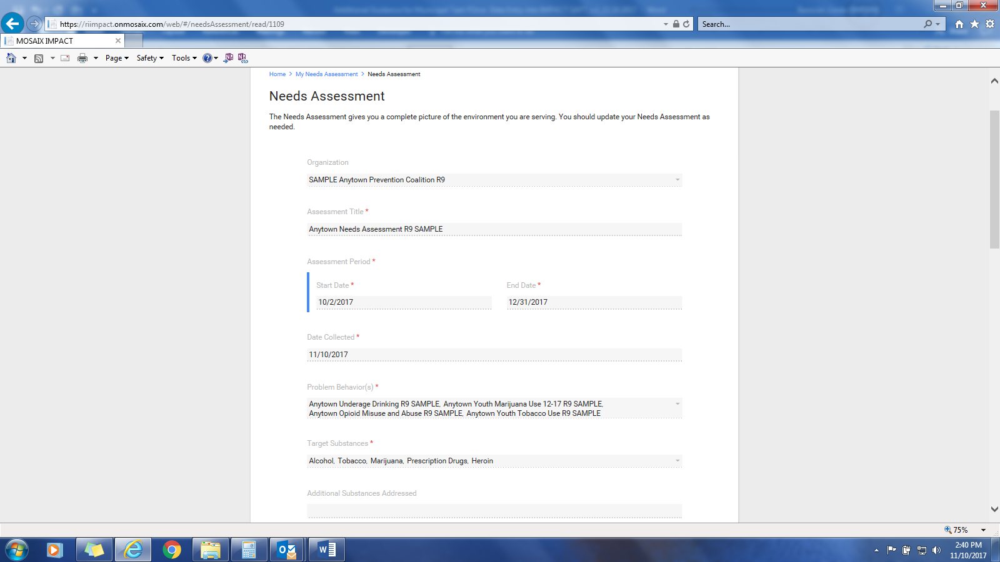 https://riimpact.onmosaix.com/web/#/needsAssessment/read/1109
Search...
MOSAIX IMPACT
Page Safety Tools
Home > My Needs Assessment > Needs Assessment
Needs Assessment
The Needs Assessment gives you a complete picture of the environment you are serving. You should update your Needs Assessment as
needed.
Organization
SAMPLE Anytown Prevention Coalition R9
Assessment Title *
Anytown Needs Assessment R9 SAMPLE
Assessment Period *
Start Date * End Date *
10/2/2017 12/31/2017
Date Collected *
11/10/2017
Problem Behavior(s) *
Anytown Underage Drinking R9 SAMPLE, Anytown Youth Marijuana Use 12-17 R9 SAMPLE,
Anytown Opioid Misuse and Abuse R9 SAMPLE, Anytown Youth Tobacco Use R9 SAMPLE
Target Substances *
Alcohol, Tobacco, Marijuana, Prescription Drugs, Heroin
Additional Substances Addressed
75%
2:40 PM
11/10/2017